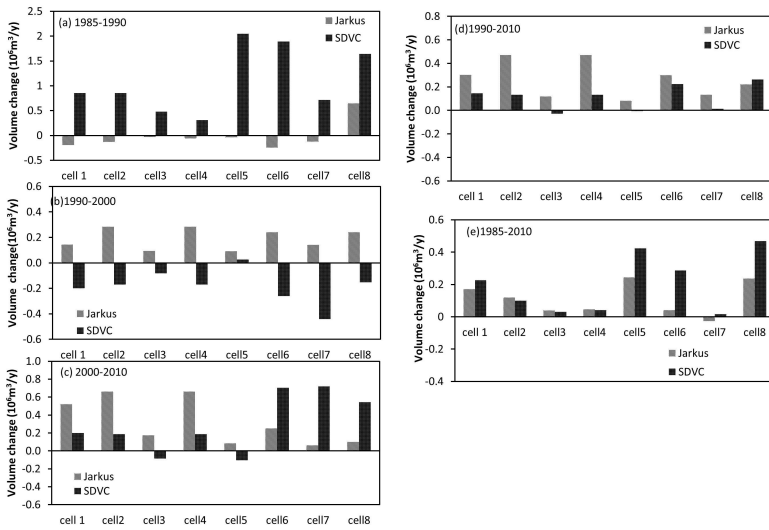 (a) 1985-1990
Jarkus
SDVC
Volume change (10⁶m³/y)
2.5
2
1.5
1
0.5
0
-0.5
cell 1 cell2 cell3 cell4 cell5 cell6 cell7 cell8
(b)1990-2000
Jarkus
SDVC
Volume change(10⁶m³/y)
0.6
0.4
0.2
0.0
-0.2
-0.4
-0.6
cell 1 cell2 cell3 cell4 cell5 cell6 cell7 cell8
(c) 2000-2010
Jarkus
SDVC
Volume change (10⁶m³/y)
1.0
0.8
0.6
0.4
0.2
0.0
-0.2
-0.4
-0.6
cell 1 cell2 cell3 cell4 cell5 cell6 cell7 cell8
(d)1990-2010
Jarkus
SDVC
Volume change (10⁶m³/y)
0.8
0.6
0.4
0.2
0.0
-0.2
-0.4
-0.6
cell 1 cell2 cell3 cell4 cell5 cell6 cell7 cell8
(e)1985-2010
Jarkus
SDVC
Volume change (10⁶m³/y)
0.6
0.4
0.2
0
-0.2
-0.4
cell 1 cell2 cell3 cell4 cell5 cell6 cell7 cell8